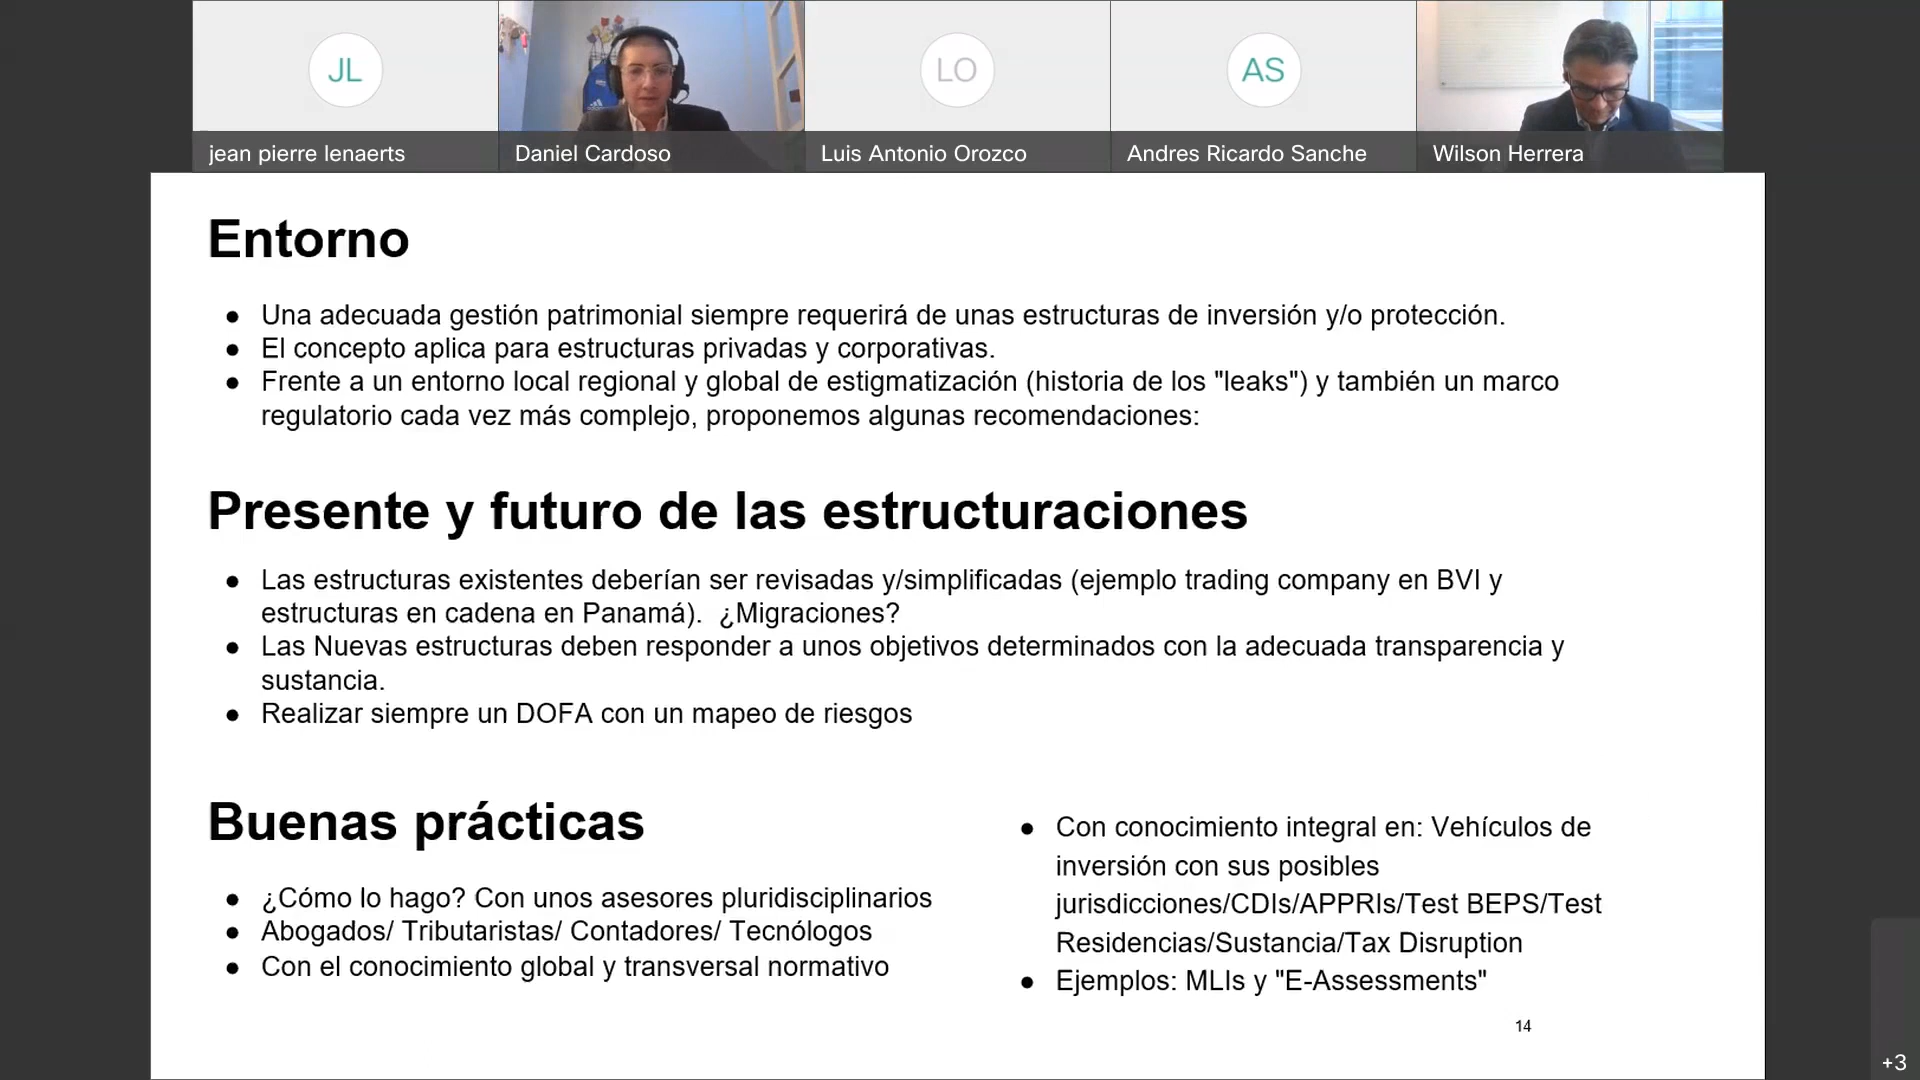 JL
LO
AS
jean pierre lenaerts
Daniel Cardoso
Luis Antonio Orozco
Andres Ricardo Sanche
Wilson Herrera
Entorno
● Una adecuada gestión patrimonial siempre requerirá de unas estructuras de inversión y/o protección.
● El concepto aplica para estructuras privadas y corporativas.
● Frente a un entorno local regional y global de estigmatización (historia de los "leaks") y también un marco
regulatorio cada vez más complejo, proponemos algunas recomendaciones:
Presente y futuro de las estructuraciones
● Las estructuras existentes deberían ser revisadas y/simplificadas (ejemplo trading company en BVI y
estructuras en cadena en Panamá).  ¿Migraciones?
● Las Nuevas estructuras deben responder a unos objetivos determinados con la adecuada transparencia y
sustancia.
● Realizar siempre un DOFA con un mapeo de riesgos
Buenas prácticas
● ¿Cómo lo hago? Con unos asesores pluridisciplinarios
● Abogados/ Tributaristas/ Contadores/ Tecnólogos
● Con el conocimiento global y transversal normativo
● Con conocimiento integral en: Vehículos de
inversión con sus posibles
jurisdicciones/CDIs/APPRIs/Test BEPS/Test
Residencias/Sustancia/Tax Disruption
● Ejemplos: MLIs y "E-Assessments"
14
+3